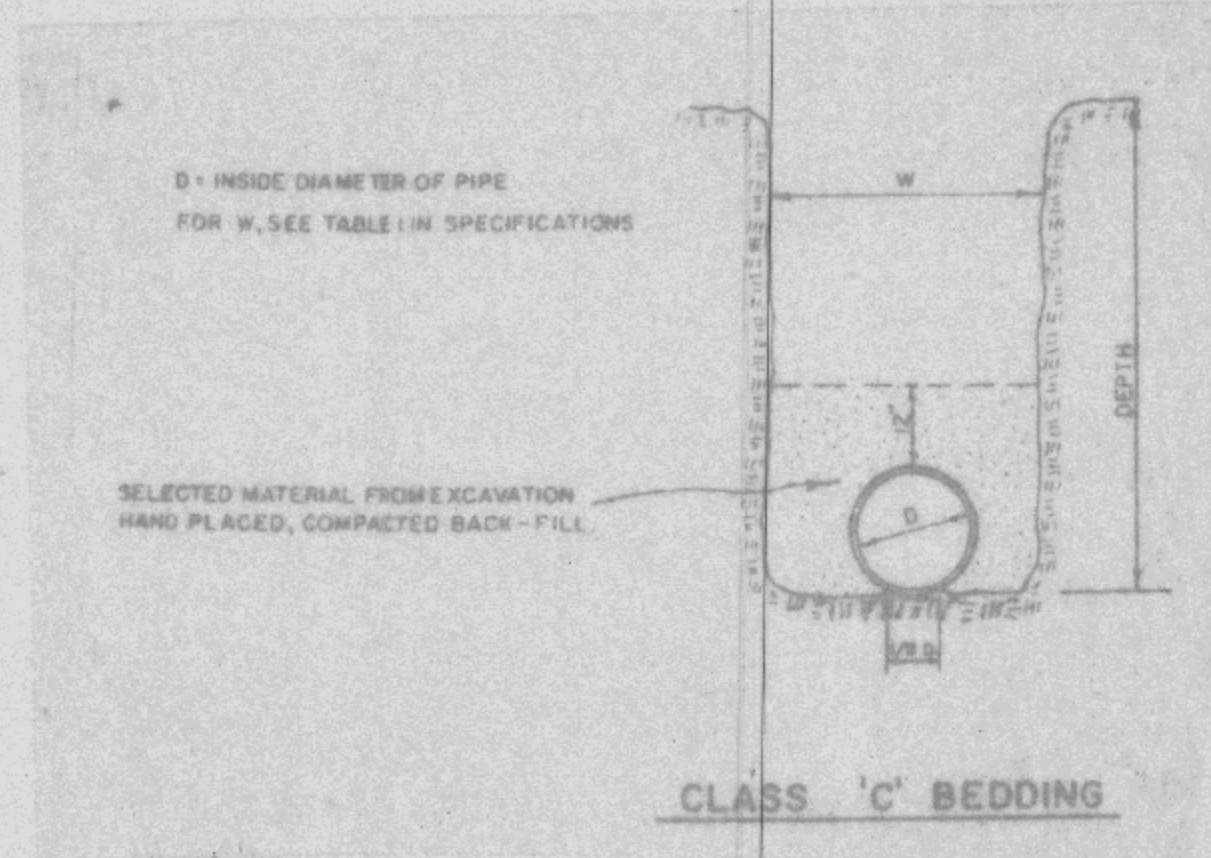 D = INSIDE DIAMETER OF PIPE
FOR W, SEE TABLE I IN SPECIFICATIONS
W
DEPTH
12"
SELECTED MATERIAL FROM EXCAVATION
HAND PLACED, COMPACTED BACK-FILL
D
CLASS 'C' BEDDING